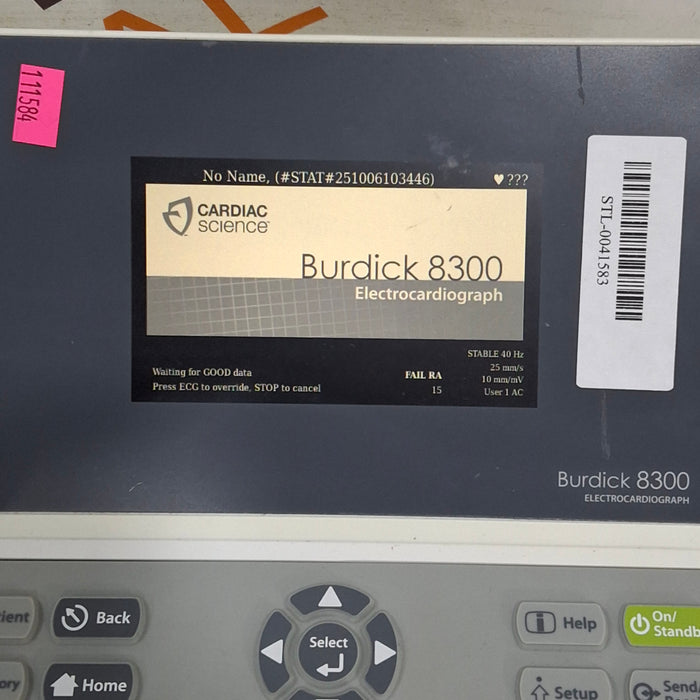 111584
No Name, (#STAT#251006103446) ♥???
CARDIAC
science
Burdick 8300
Electrocardiograph
STABLE 40 Hz
25 mm/s
10 mm/mV
User 1 AC
Waiting for GOOD data
Press ECG to override, STOP to cancel
FAIL RA
15
STL-0041583
Burdick 8300
ELECTROCARDIOGRAPH
ient
Back
Select
Help
On/
Standb
ory
Home
Setup
Send